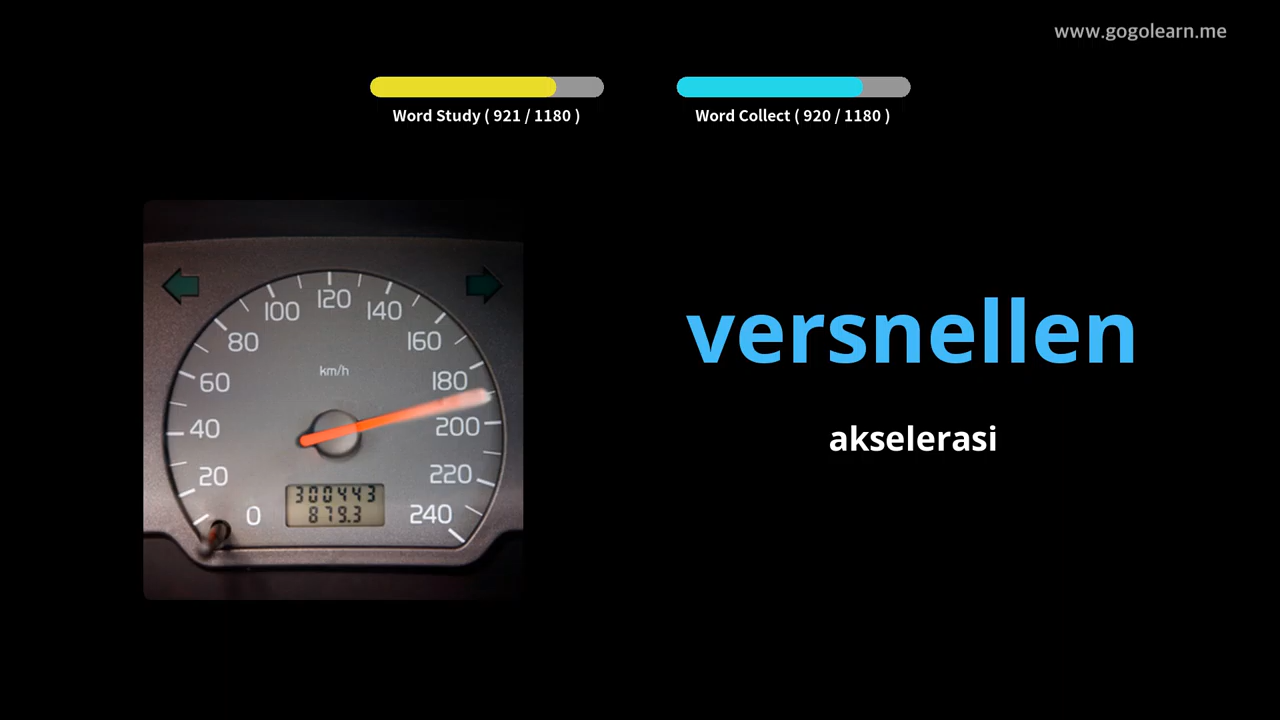 www.gogolearn.me
Word Study ( 921 / 1180 )
Word Collect ( 920 / 1180 )
120
100
140
80
160
km/h
60
180
versnellen
40
200
akselerasi
20
220
300443
0
240
879.3